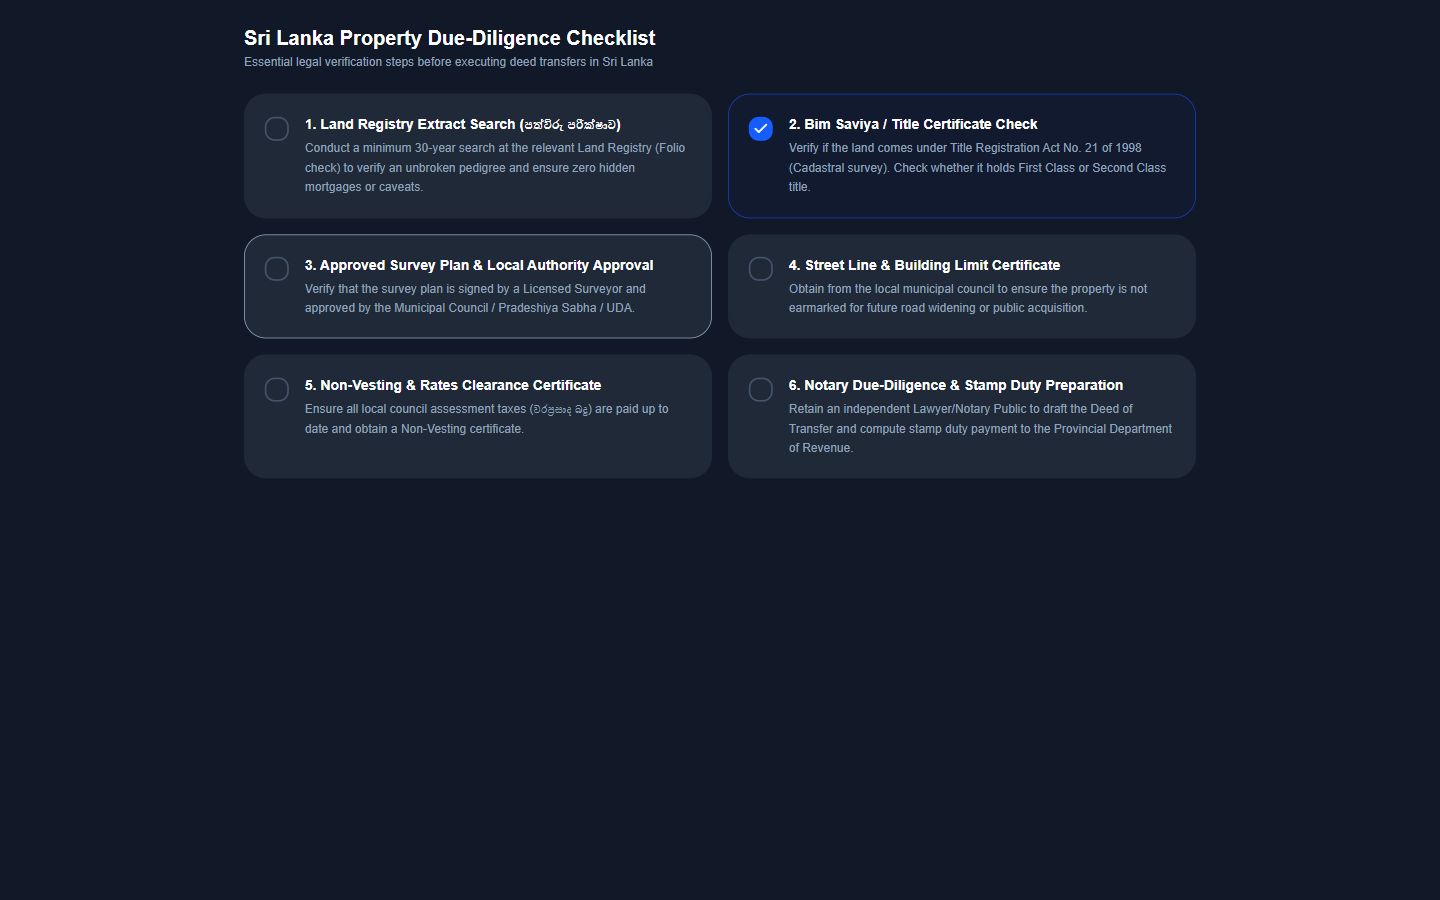 Sri Lanka Property Due-Diligence Checklist
Essential legal verification steps before executing deed transfers in Sri Lanka
1. Land Registry Extract Search (පත්විරු පරීක්ෂාව)
Conduct a minimum 30-year search at the relevant Land Registry (Folio
check) to verify an unbroken pedigree and ensure zero hidden
mortgages or caveats.
2. Bim Saviya / Title Certificate Check
Verify if the land comes under Title Registration Act No. 21 of 1998
(Cadastral survey). Check whether it holds First Class or Second Class
title.
3. Approved Survey Plan & Local Authority Approval
Verify that the survey plan is signed by a Licensed Surveyor and
approved by the Municipal Council / Pradeshiya Sabha / UDA.
4. Street Line & Building Limit Certificate
Obtain from the local municipal council to ensure the property is not
earmarked for future road widening or public acquisition.
5. Non-Vesting & Rates Clearance Certificate
Ensure all local council assessment taxes (වරප්‍රසාද බදු) are paid up to
date and obtain a Non-Vesting certificate.
6. Notary Due-Diligence & Stamp Duty Preparation
Retain an independent Lawyer/Notary Public to draft the Deed of
Transfer and compute stamp duty payment to the Provincial Department
of Revenue.